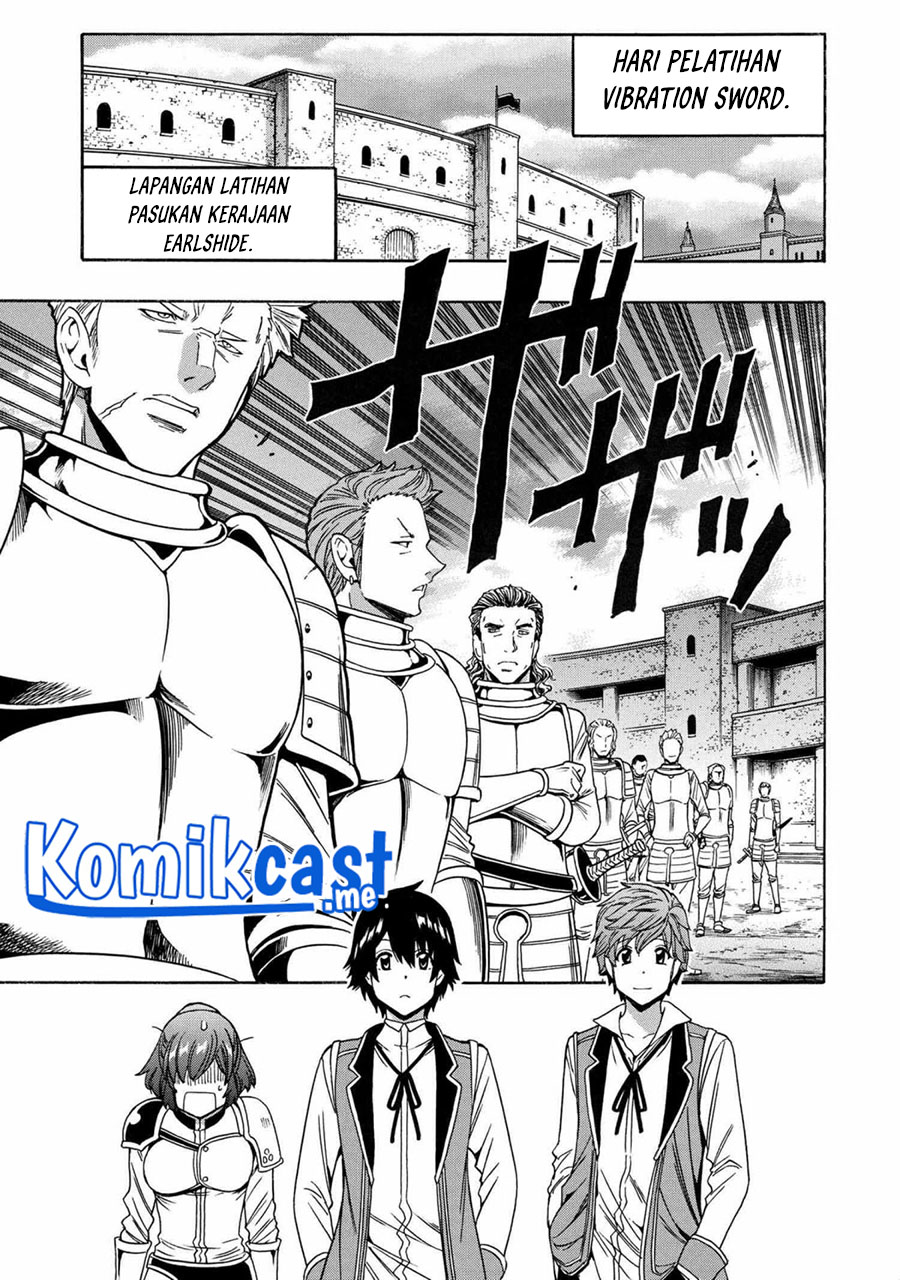 HARI PELATIHAN
VIBRATION SWORD.
LAPANGAN LATIHAN
PASUKAN KERAJAAN
EARLSHIDE.
ザ
ザザッ
Komikcast
.me